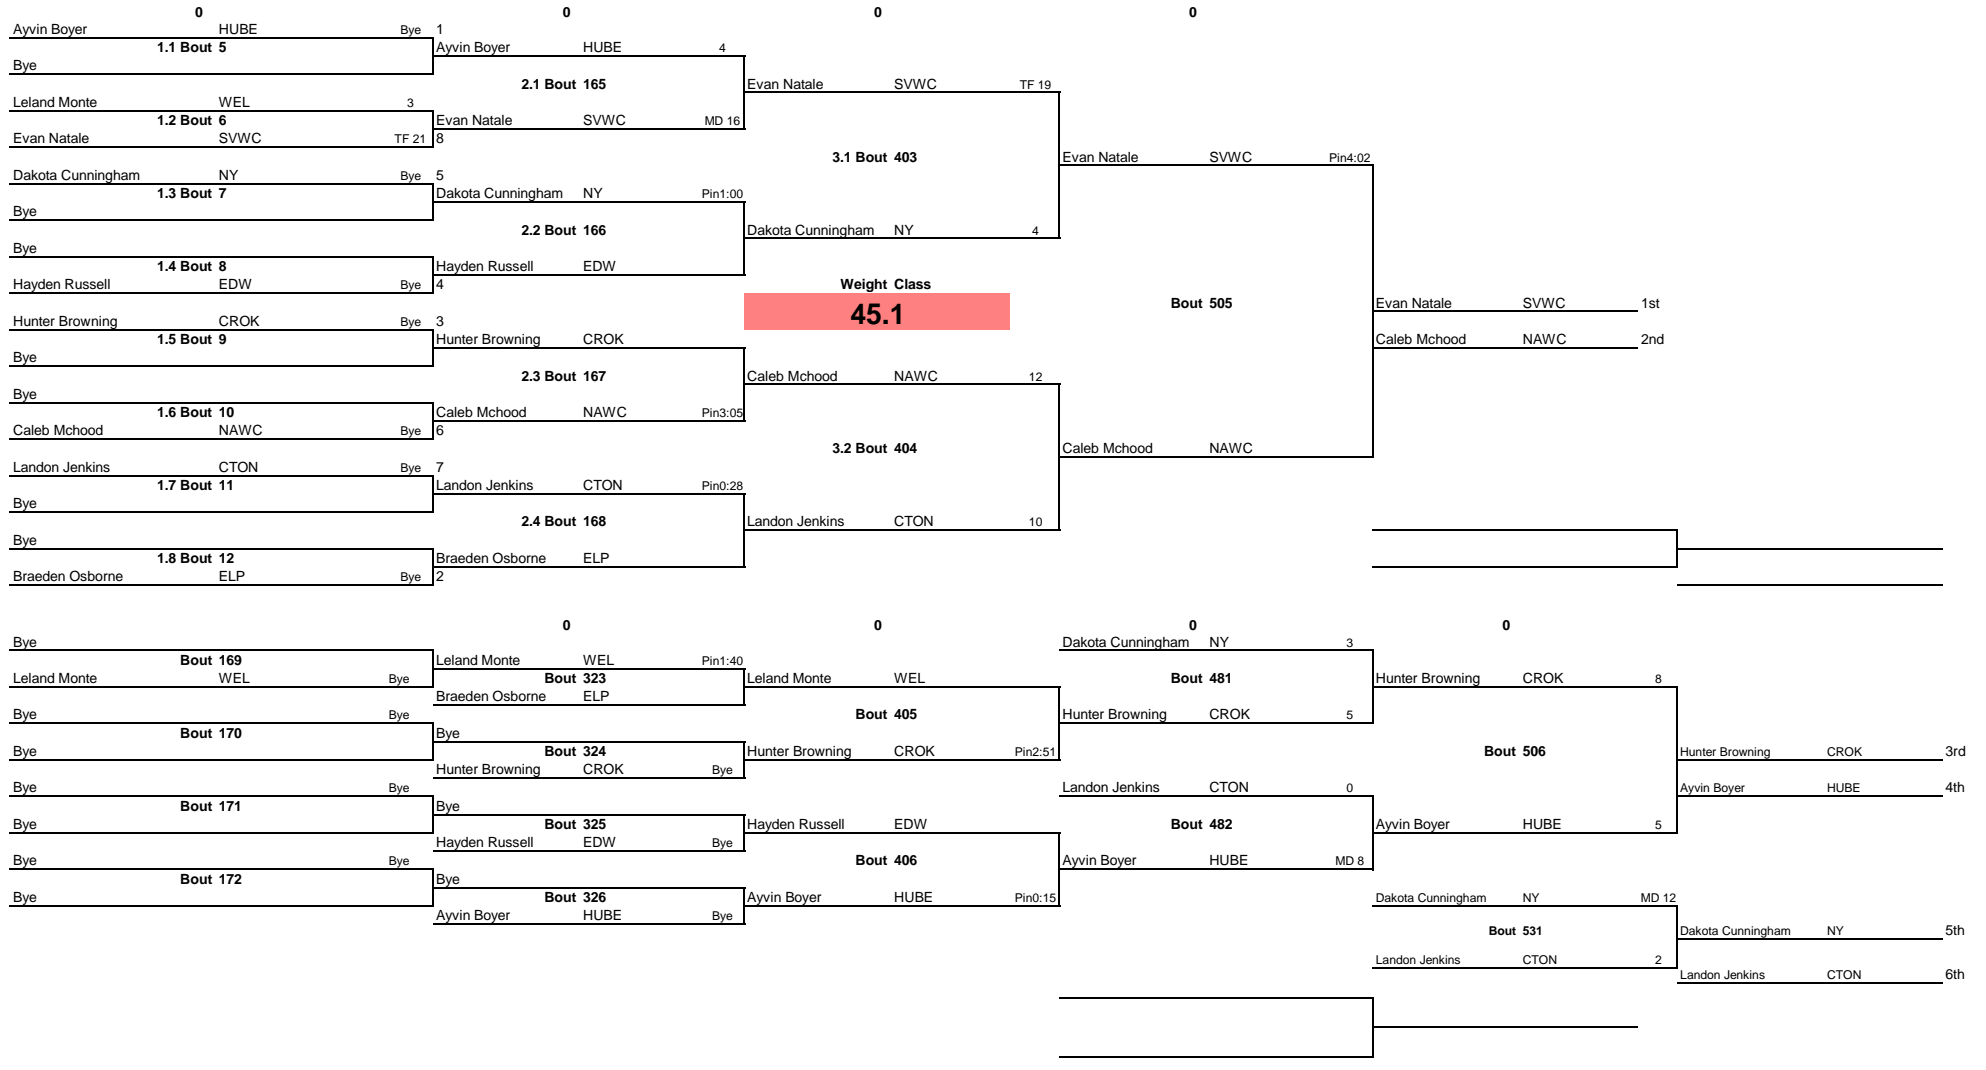 0 0 0 0
Ayvin Boyer HUBE Bye 1
1.1 Bout 5 Ayvin Boyer HUBE 4
Bye
2.1 Bout 165 Evan Natale SVWC TF 19
Leland Monte WEL 3
1.2 Bout 6 Evan Natale SVWC MD 16
Evan Natale SVWC TF 21 8
3.1 Bout 403 Evan Natale SVWC Pin4:02
Dakota Cunningham NY Bye 5
1.3 Bout 7 Dakota Cunningham NY Pin1:00
Bye
2.2 Bout 166 Dakota Cunningham NY 4
Bye
1.4 Bout 8 Hayden Russell EDW
Hayden Russell EDW Bye 4 Weight Class
45.1 Bout 505 Evan Natale SVWC 1st
Hunter Browning CROK Bye 3
1.5 Bout 9 Hunter Browning CROK Caleb Mchood NAWC 2nd
Bye
2.3 Bout 167 Caleb Mchood NAWC 12
Bye
1.6 Bout 10 Caleb Mchood NAWC Pin3:05
Caleb Mchood NAWC Bye 6
3.2 Bout 404 Caleb Mchood NAWC
Landon Jenkins CTON Bye 7
1.7 Bout 11 Landon Jenkins CTON Pin0:28
Bye
2.4 Bout 168 Landon Jenkins CTON 10
Bye
1.8 Bout 12 Braeden Osborne ELP
Braeden Osborne ELP Bye 2
0 0 0 0
Bye Dakota Cunningham NY 3
Bout 169 Leland Monte WEL Pin1:40
Leland Monte WEL Bye Bout 323 Leland Monte WEL Bout 481 Hunter Browning CROK 8
Braeden Osborne ELP
Bye Bye Bout 405 Hunter Browning CROK 5
Bout 170 Bye
Bye Bout 324 Hunter Browning CROK Pin2:51 Bout 506 Hunter Browning CROK 3rd
Hunter Browning CROK Bye
Bye Bye Landon Jenkins CTON 0 Ayvin Boyer HUBE 4th
Bout 171 Bye
Bye Bout 325 Hayden Russell EDW Bout 482 Ayvin Boyer HUBE 5
Hayden Russell EDW Bye
Bye Bye Bout 406 Ayvin Boyer HUBE MD 8
Bout 172 Bye
Bye Bout 326 Ayvin Boyer HUBE Pin0:15 Dakota Cunningham NY MD 12
Ayvin Boyer HUBE Bye
Bout 531 Dakota Cunningham NY 5th
Landon Jenkins CTON 2
Landon Jenkins CTON 6th